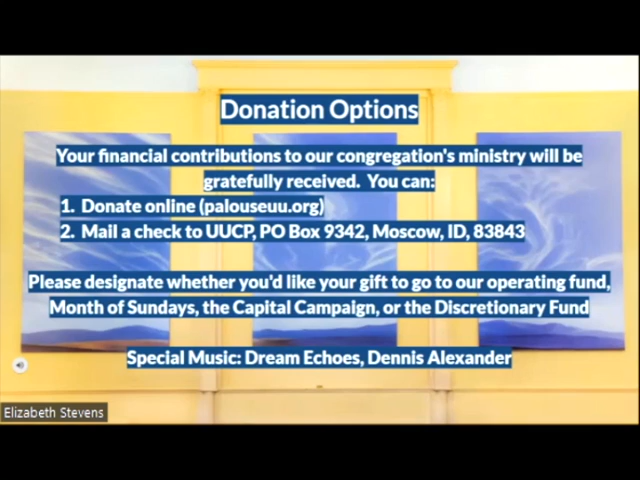 Donation Options
Your financial contributions to our congregation's ministry will be
gratefully received. You can:
1. Donate online (palouseuu.org)
2. Mail a check to UUCP, PO Box 9342, Moscow, ID, 83843
Please designate whether you'd like your gift to go to our operating fund,
Month of Sundays, the Capital Campaign, or the Discretionary Fund
Special Music: Dream Echoes, Dennis Alexander
Elizabeth Stevens